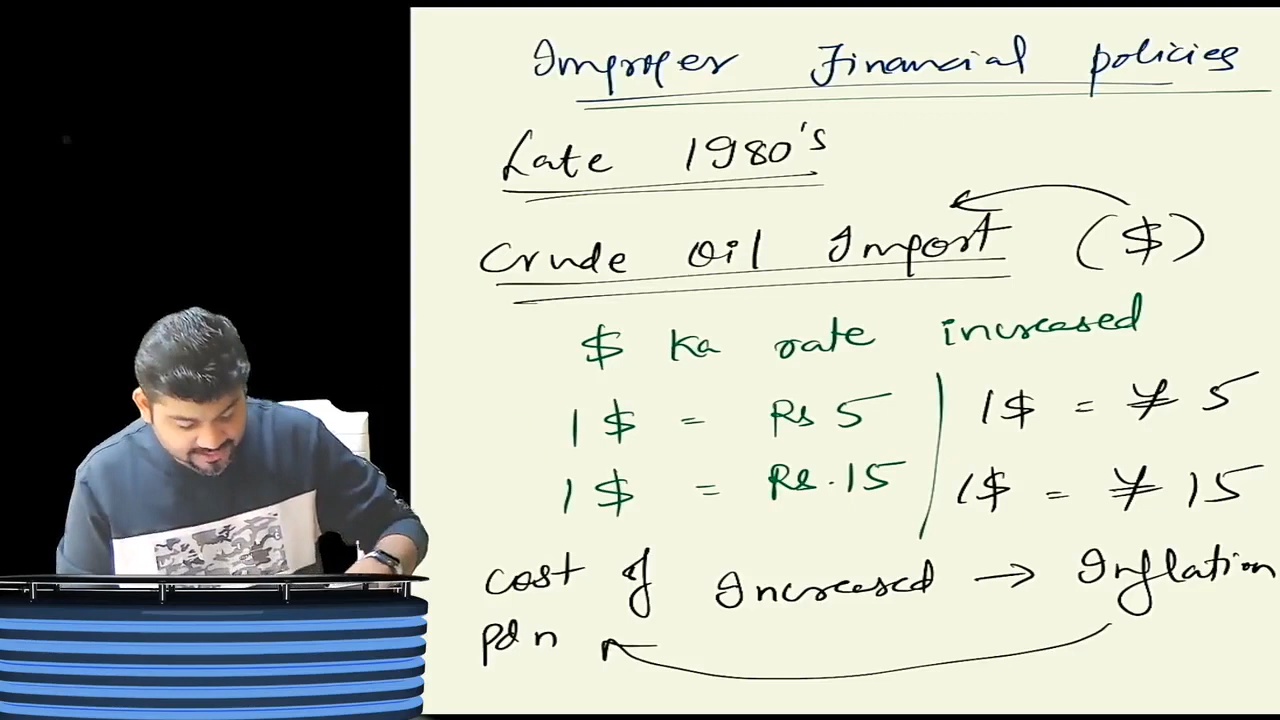 Improper Financial policies
Late 1980's
Crude Oil Import ($)
$ ka rate increased
1$ = Rs 5
1$ = Rs. 15
1$ = ¥ 5
1$ = ¥ 15
Cost of Increased → Inflation
pdn